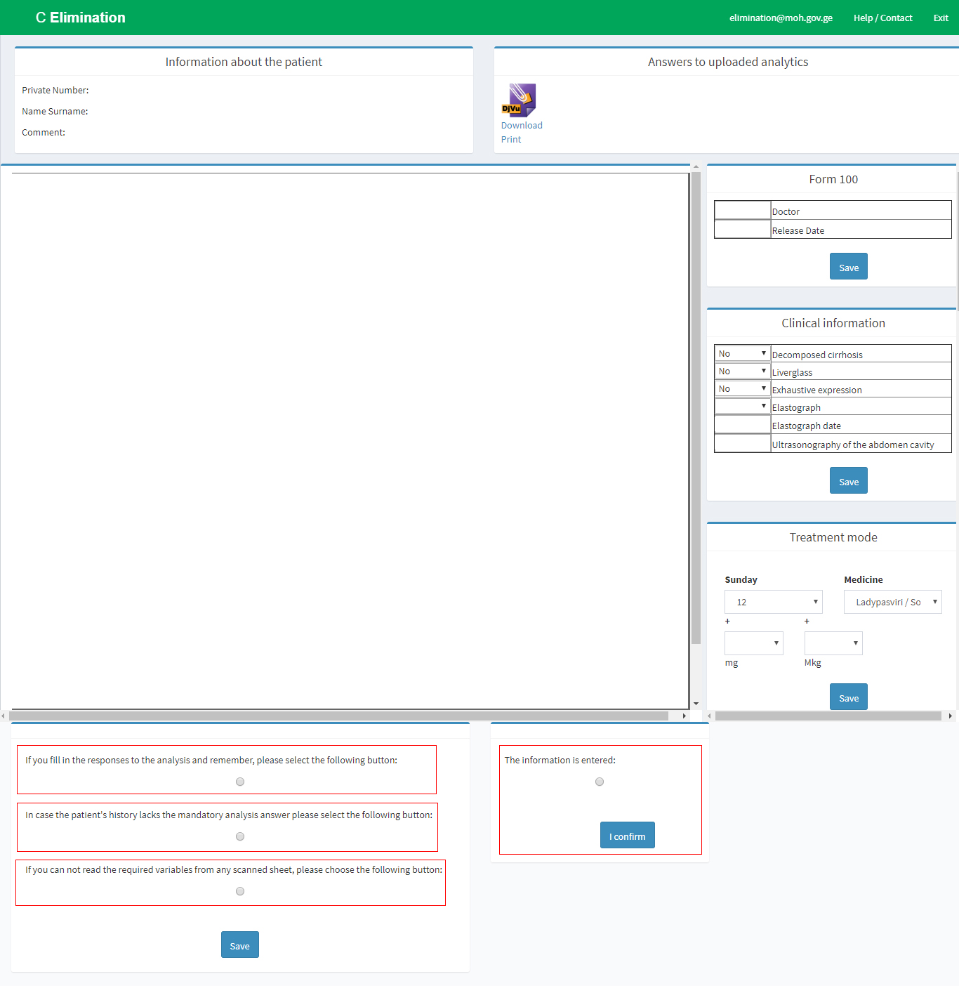 C Elimination
elimination@moh.gov.ge
Help / Contact
Exit
Information about the patient
Private Number:
Name Surname:
Comment:
Answers to uploaded analytics
DjVu
Download
Print
Form 100
Doctor
Release Date
Save
Clinical information
No Decomposed cirrhosis
No Liverglass
No Exhaustive expression
Elastograph
Elastograph date
Ultrasonography of the abdomen cavity
Save
Treatment mode
Sunday Medicine
12 Ladypasviri / So
+ +
mg Mkg
Save
If you fill in the responses to the analysis and remember, please select the following button:
In case the patient's history lacks the mandatory analysis answer please select the following button:
If you can not read the required variables from any scanned sheet, please choose the following button:
Save
The information is entered:
I confirm